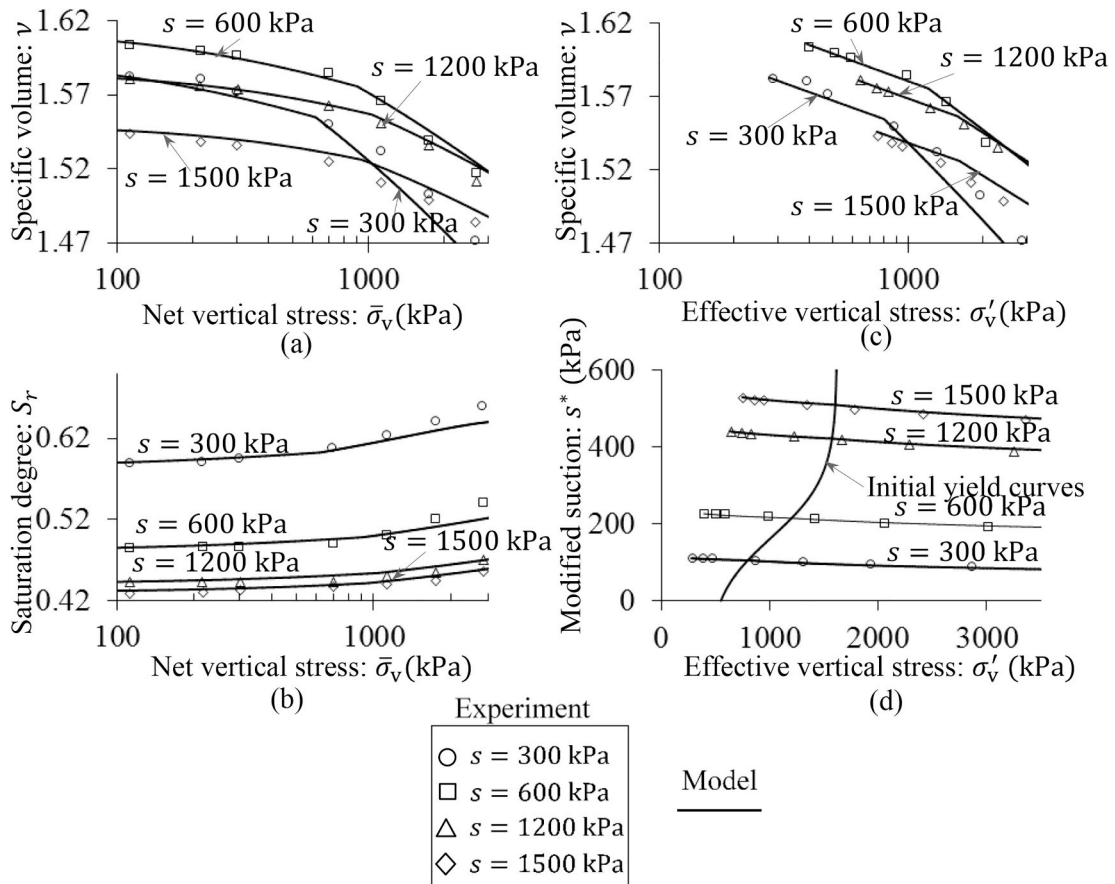 1.62
s = 600 kPa
1.57
s = 1200 kPa
1.52
s = 1500 kPa
s = 300 kPa
1.47
100
1000
Specific volume: ν
Net vertical stress: σ̄v(kPa)
(a)
1.62
s = 600 kPa
s = 1200 kPa
1.57
s = 300 kPa
1.52
s = 1500 kPa
1.47
100
1000
Specific volume: ν
Effective vertical stress: σ′v(kPa)
(c)
0.62
s = 300 kPa
0.52
s = 600 kPa
s = 1500 kPa
s = 1200 kPa
0.42
100
1000
Saturation degree: Sr
Net vertical stress: σ̄v(kPa)
(b)
600
s = 1500 kPa
s = 1200 kPa
400
Initial yield curves
s = 600 kPa
200
s = 300 kPa
0
0
1000
2000
3000
Modified suction: s* (kPa)
Effective vertical stress: σ′v (kPa)
(d)
Experiment
s = 300 kPa
s = 600 kPa
s = 1200 kPa
s = 1500 kPa
Model